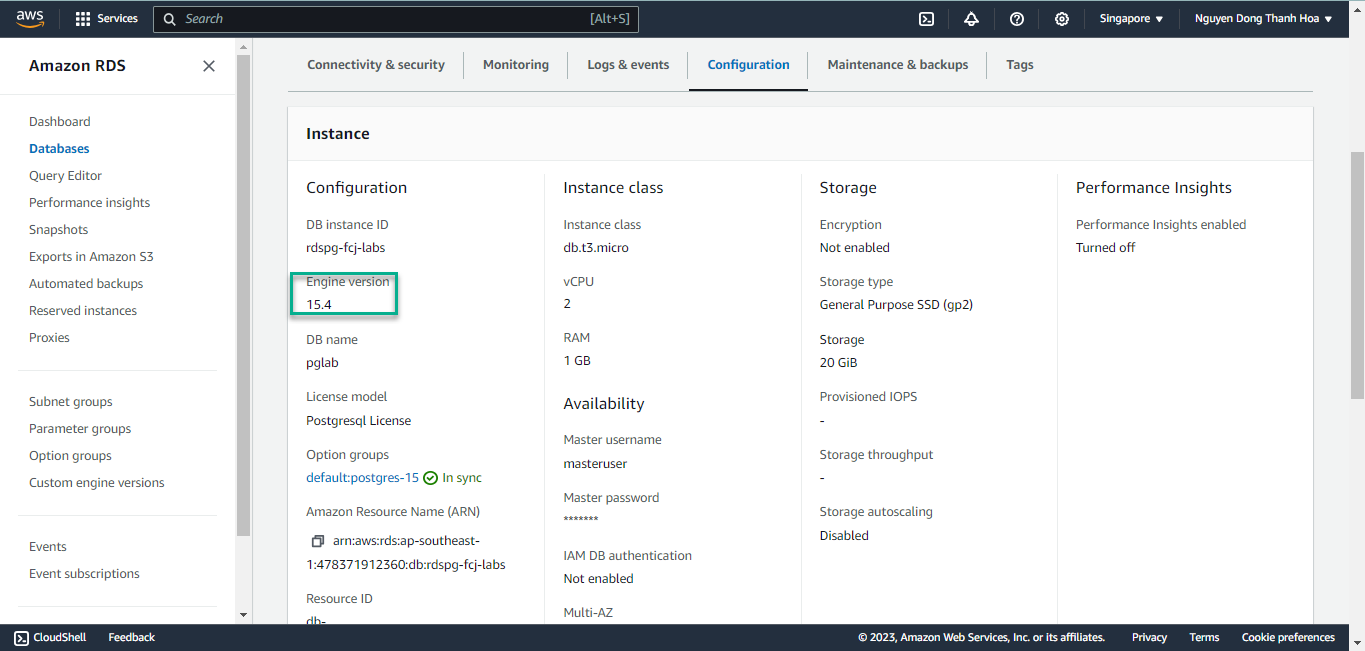 aws
Services
Search
[Alt+S]
Singapore ▼
Nguyen Dong Thanh Hoa ▼
Amazon RDS
Dashboard
Databases
Query Editor
Performance insights
Snapshots
Exports in Amazon S3
Automated backups
Reserved instances
Proxies
Subnet groups
Parameter groups
Option groups
Custom engine versions
Events
Event subscriptions
Connectivity & security
Monitoring
Logs & events
Configuration
Maintenance & backups
Tags
Instance
Configuration
DB instance ID
rdspg-fcj-labs
Engine version
15.4
DB name
pglab
License model
Postgresql License
Option groups
default:postgres-15 In sync
Amazon Resource Name (ARN)
arn:aws:rds:ap-southeast-
1:478371912360:db:rdspg-fcj-labs
Resource ID
db-
Instance class
Instance class
db.t3.micro
vCPU
2
RAM
1 GB
Availability
Master username
masteruser
Master password
*******
IAM DB authentication
Not enabled
Multi-AZ
Storage
Encryption
Not enabled
Storage type
General Purpose SSD (gp2)
Storage
20 GiB
Provisioned IOPS
-
Storage throughput
-
Storage autoscaling
Disabled
Performance Insights
Performance Insights enabled
Turned off
CloudShell
Feedback
© 2023, Amazon Web Services, Inc. or its affiliates.
Privacy
Terms
Cookie preferences